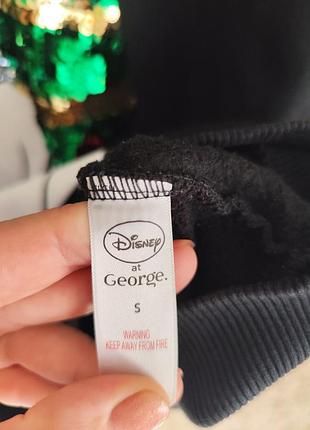 Disney
at
George.
S
WARNING
KEEP AWAY FROM FIRE